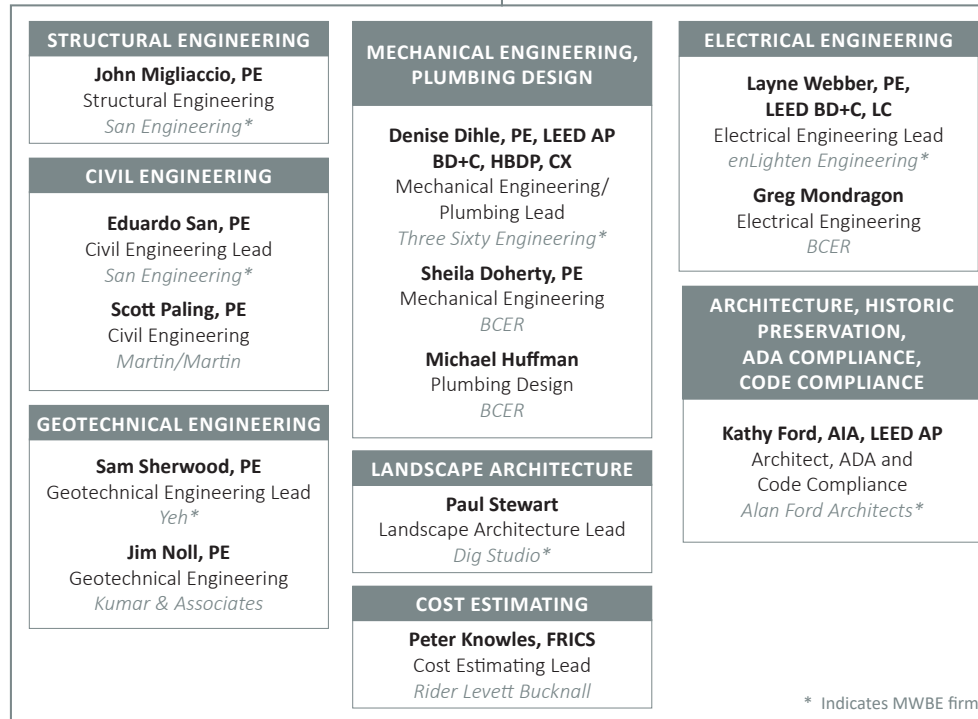 STRUCTURAL ENGINEERING
John Migliaccio, PE
Structural Engineering
San Engineering*
CIVIL ENGINEERING
Eduardo San, PE
Civil Engineering Lead
San Engineering*
Scott Paling, PE
Civil Engineering
Martin/Martin
GEOTECHNICAL ENGINEERING
Sam Sherwood, PE
Geotechnical Engineering Lead
Yeh*
Jim Noll, PE
Geotechnical Engineering
Kumar & Associates
MECHANICAL ENGINEERING,
PLUMBING DESIGN
Denise Dihle, PE, LEED AP
BD+C, HBDP, CX
Mechanical Engineering/
Plumbing Lead
Three Sixty Engineering*
Sheila Doherty, PE
Mechanical Engineering
BCER
Michael Huffman
Plumbing Design
BCER
LANDSCAPE ARCHITECTURE
Paul Stewart
Landscape Architecture Lead
Dig Studio*
COST ESTIMATING
Peter Knowles, FRICS
Cost Estimating Lead
Rider Levett Bucknall
ELECTRICAL ENGINEERING
Layne Webber, PE,
LEED BD+C, LC
Electrical Engineering Lead
enLighten Engineering*
Greg Mondragon
Electrical Engineering
BCER
ARCHITECTURE, HISTORIC
PRESERVATION,
ADA COMPLIANCE,
CODE COMPLIANCE
Kathy Ford, AIA, LEED AP
Architect, ADA and
Code Compliance
Alan Ford Architects*
* Indicates MWBE firm